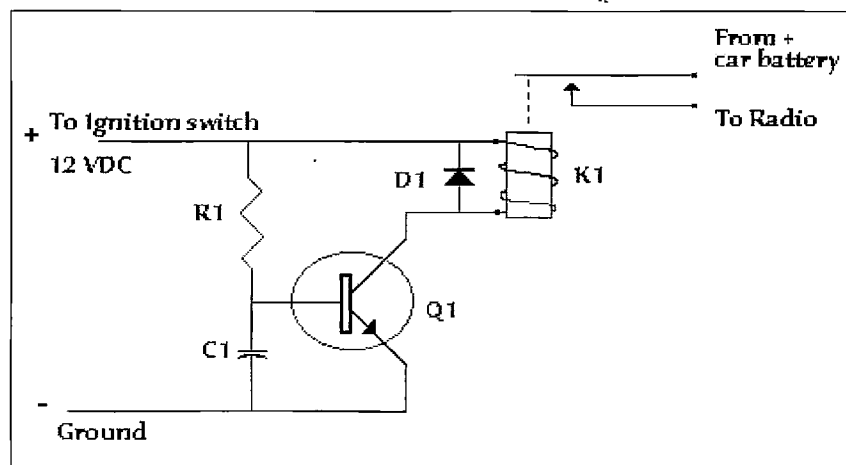 From +
car battery
To Radio
+ To Ignition switch
12 VDC
D1
K1
R1
Q1
C1
-
Ground